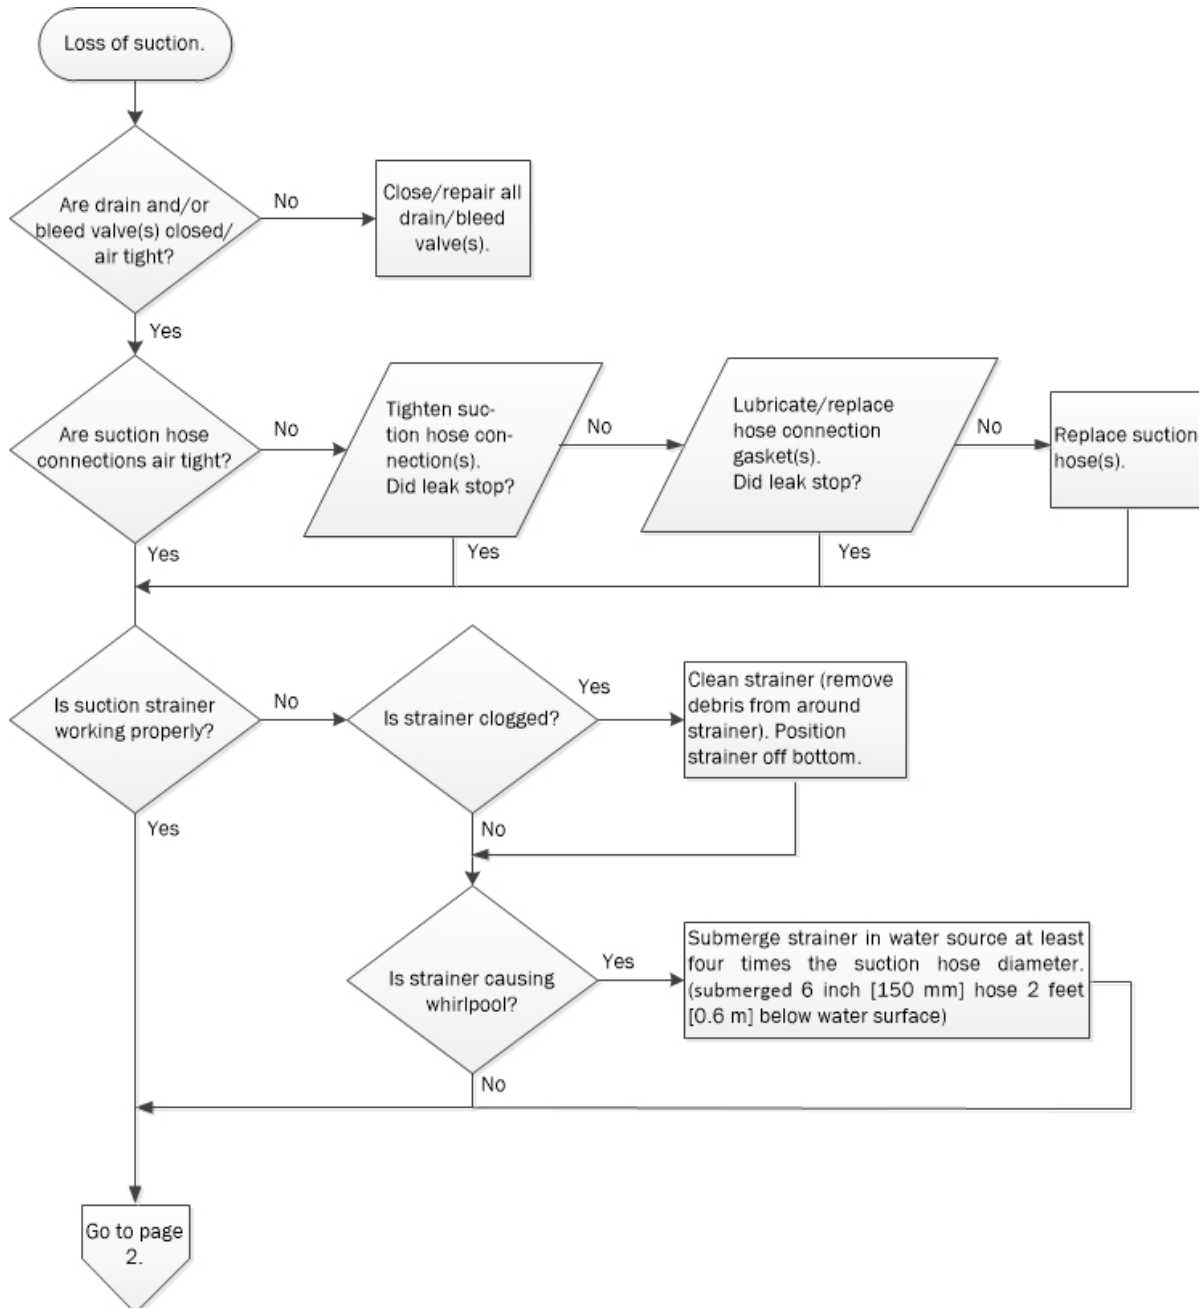 Loss of suction.
Are drain and/or
bleed valve(s) closed/
air tight?
No
Close/repair all
drain/bleed
valve(s).
Yes
Are suction hose
connections air tight?
No
Tighten suc-
tion hose con-
nection(s).
Did leak stop?
No
Lubricate/replace
hose connection
gasket(s).
Did leak stop?
No
Replace suction
hose(s).
Yes
Yes
Yes
Is suction strainer
working properly?
No
Is strainer clogged?
Yes
Clean strainer (remove
debris from around
strainer). Position
strainer off bottom.
Yes
No
Is strainer causing
whirlpool?
Yes
Submerge strainer in water source at least
four times the suction hose diameter.
(submerged 6 inch [150 mm] hose 2 feet
[0.6 m] below water surface)
No
Go to page
2.